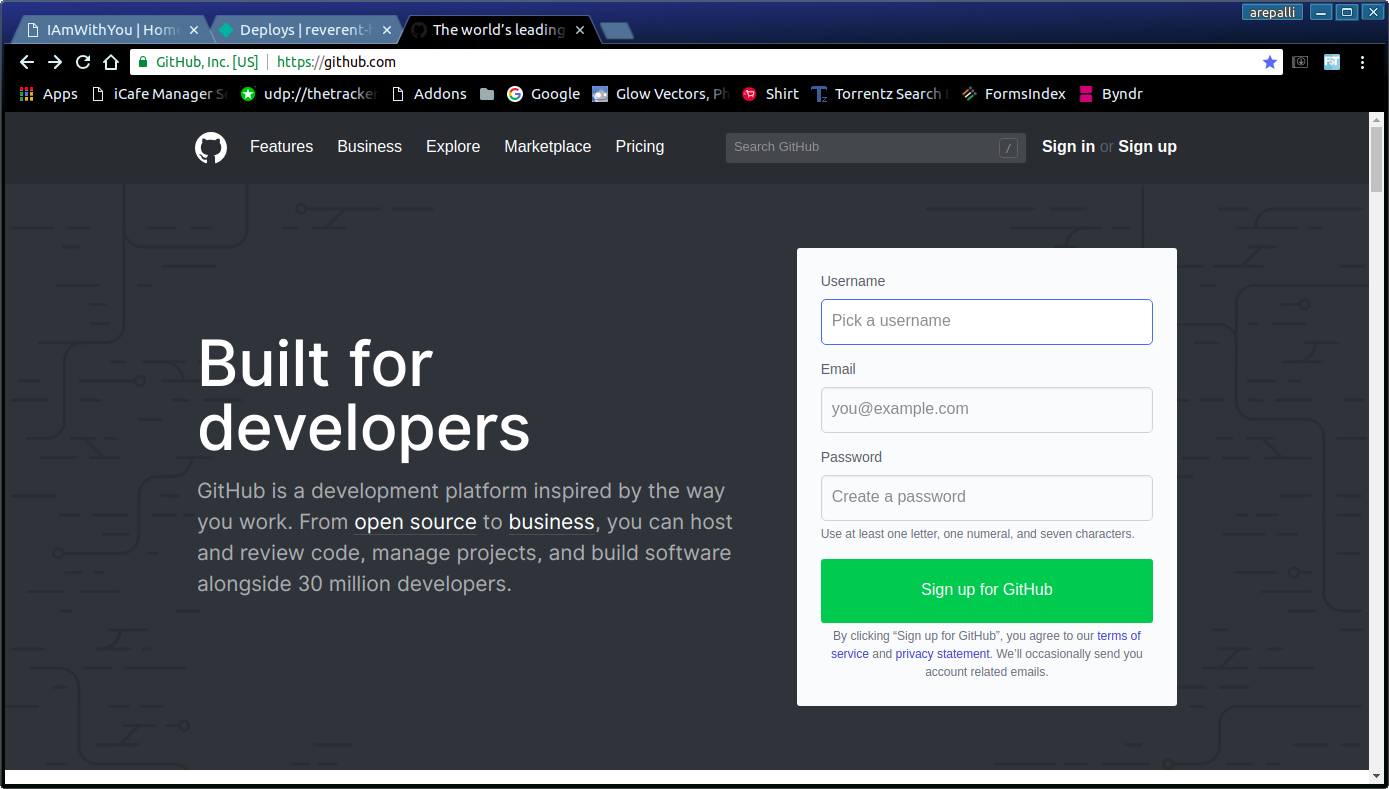 arepalli
IAmWithYou | Home
Deploys | reverent-
The world's leading
GitHub, Inc. [US] https://github.com
Apps iCafe Manager Se udp://thetracker Addons Google Glow Vectors, Ph Shirt Torrentz Search FormsIndex Byndr
Features Business Explore Marketplace Pricing Search GitHub / Sign in or Sign up
Built for
developers
GitHub is a development platform inspired by the way
you work. From open source to business, you can host
and review code, manage projects, and build software
alongside 30 million developers.
Username
Pick a username
Email
you@example.com
Password
Create a password
Use at least one letter, one numeral, and seven characters.
Sign up for GitHub
By clicking “Sign up for GitHub”, you agree to our terms of
service and privacy statement. We’ll occasionally send you
account related emails.